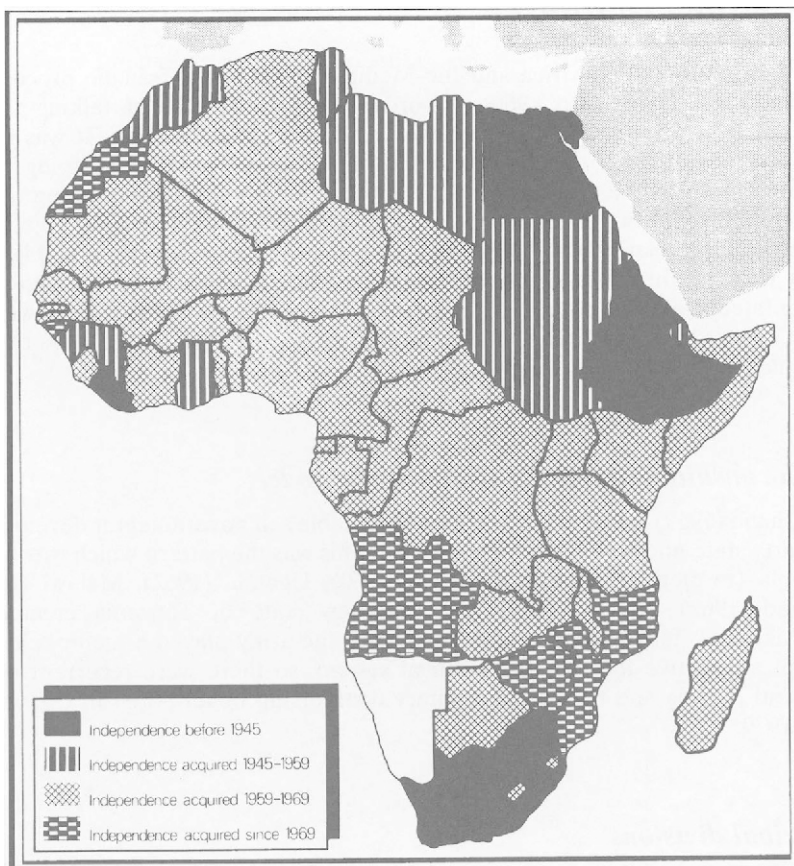 Independence before 1945
Independence acquired 1945-1959
Independence acquired 1959-1969
Independence acquired since 1969